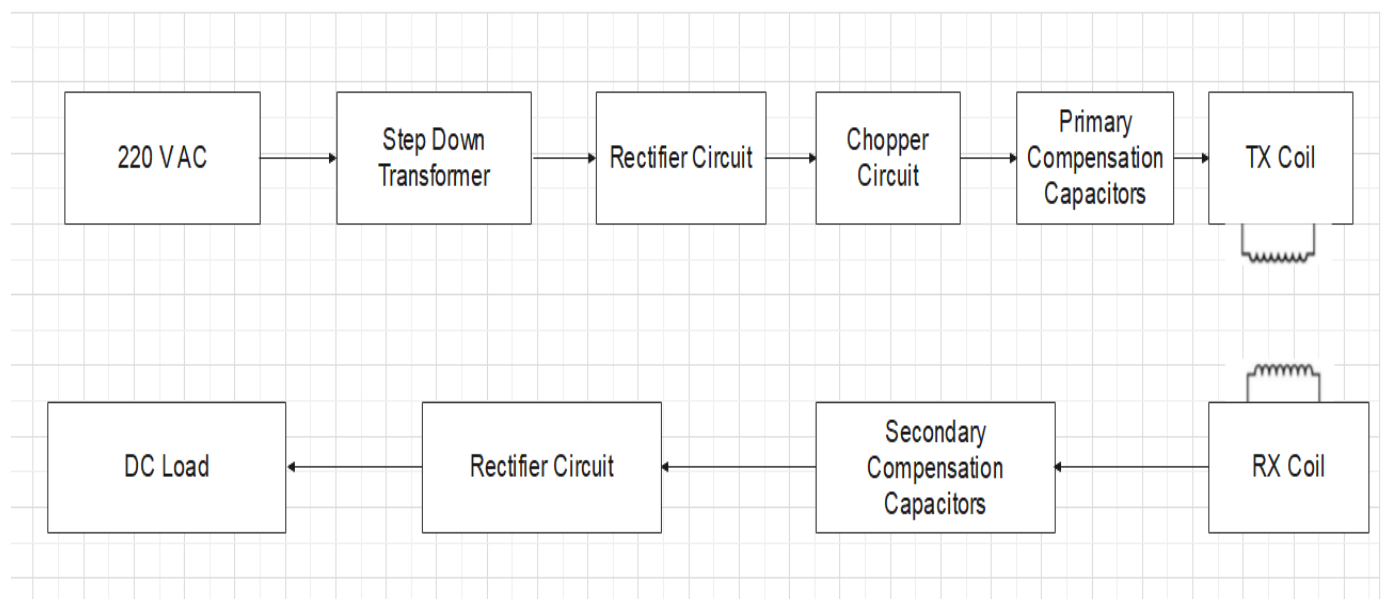 220 V AC
Step Down
Transformer
Rectifier Circuit
Chopper
Circuit
Primary
Compensation
Capacitors
TX Coil
DC Load
Rectifier Circuit
Secondary
Compensation
Capacitors
RX Coil